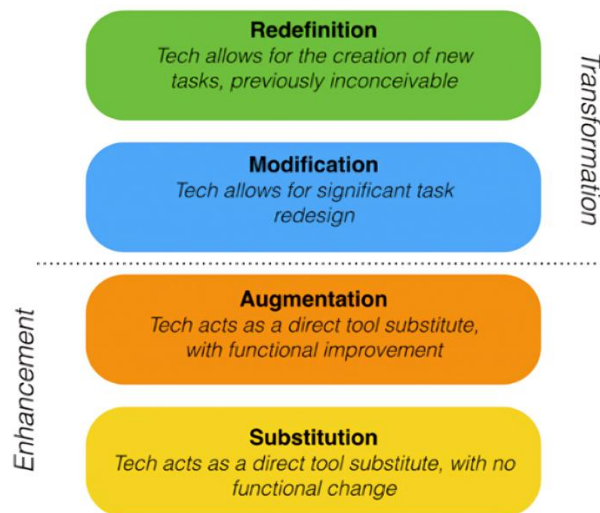 Redefinition
Tech allows for the creation of new
tasks, previously inconceivable
Transformation
Modification
Tech allows for significant task
redesign
Enhancement
Augmentation
Tech acts as a direct tool substitute,
with functional improvement
Substitution
Tech acts as a direct tool substitute, with no
functional change